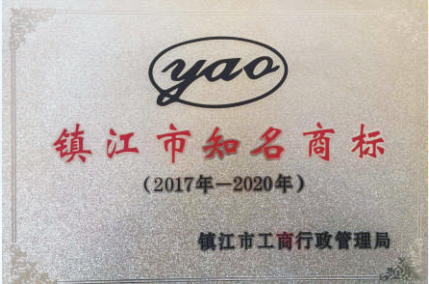 yao
镇江市知名商标
(2017年—2020年)
镇江市工商行政管理局